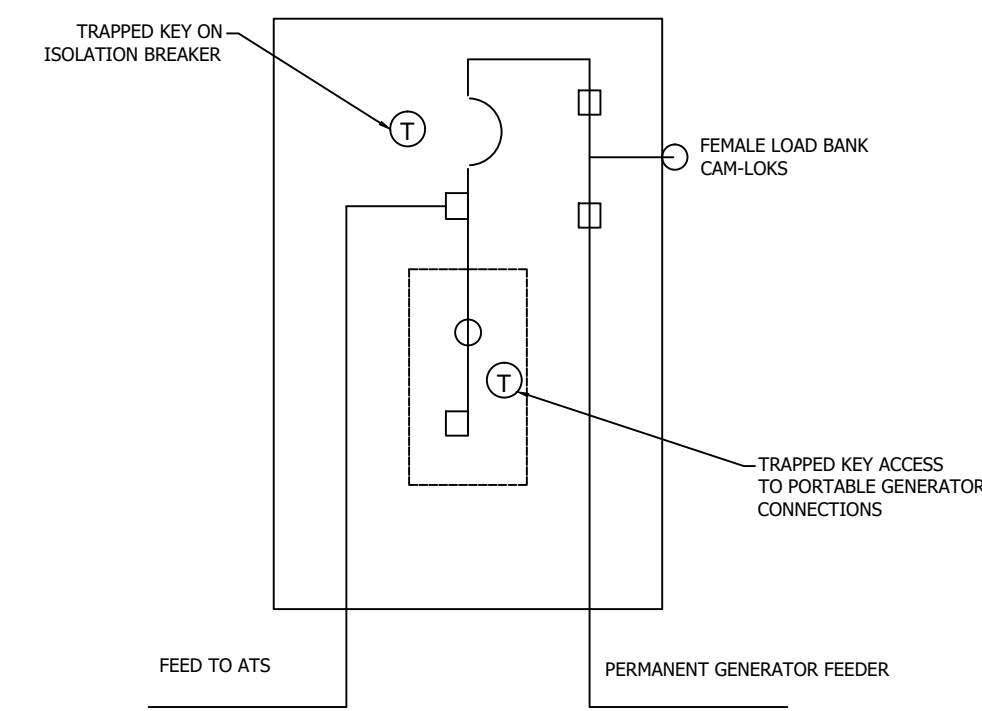 TRAPPED KEY ON
ISOLATION BREAKER
T
FEMALE LOAD BANK
CAM-LOKS
T
TRAPPED KEY ACCESS
TO PORTABLE GENERATOR
CONNECTIONS
FEED TO ATS
PERMANENT GENERATOR FEEDER